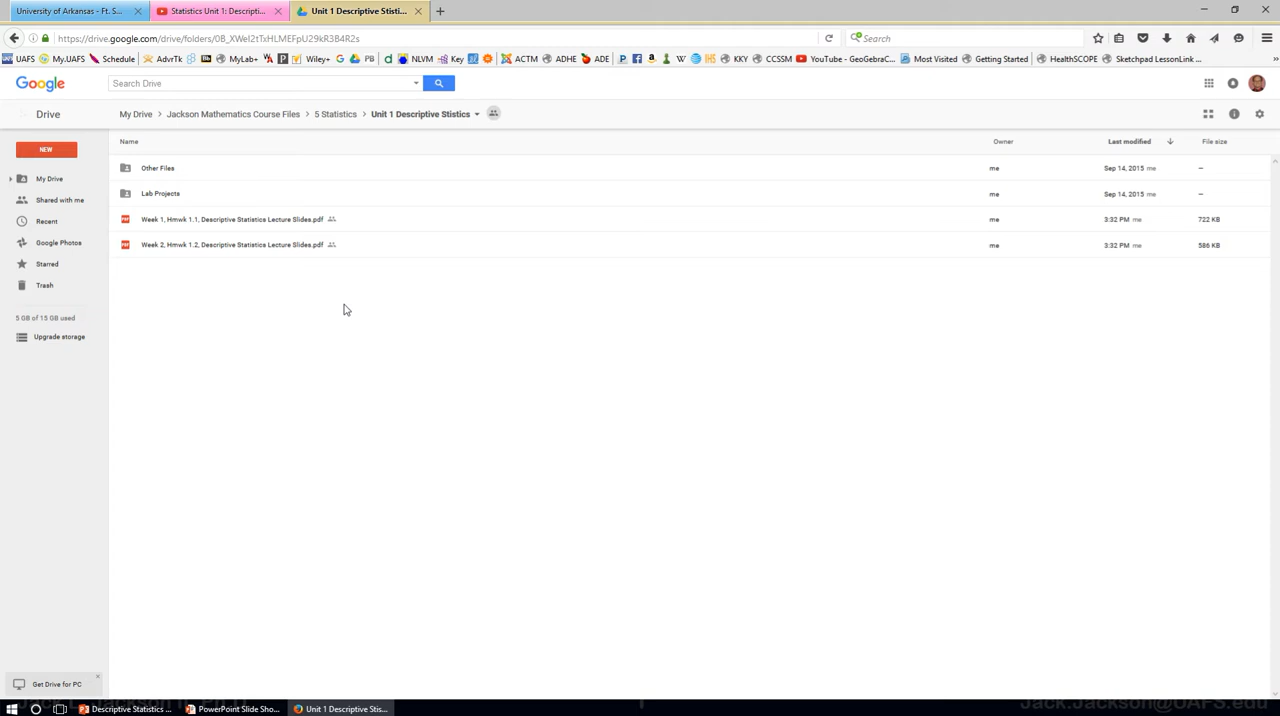 University of Arkansas - Ft. S...
Statistics Unit 1: Descripti...
Unit 1 Descriptive Stisti...
https://drive.google.com/drive/folders/0B_XWeI2tTxHLMEFpU29kR3B4R2s
Search
UAFS My.UAFS Schedule AdvrTk Bb MyLab+ NLVM Key ACTM ADHE ADE Wiley+ PB KKY CCSSM YouTube - GeoGebraC... Most Visited Getting Started HealthSCOPE Sketchpad LessonLink ...
Google
Search Drive
Drive
My Drive > Jackson Mathematics Course Files > 5 Statistics > Unit 1 Descriptive Stistics
NEW
Name Owner Last modified File size
Other Files me Sep 14, 2015 me –
Lab Projects me Sep 14, 2015 me –
Week 1, Hmwk 1.1, Descriptive Statistics Lecture Slides.pdf me 3:32 PM me 722 KB
Week 2, Hmwk 1.2, Descriptive Statistics Lecture Slides.pdf me 3:32 PM me 586 KB
My Drive
Shared with me
Recent
Google Photos
Starred
Trash
5 GB of 15 GB used
Upgrade storage
Get Drive for PC
Descriptive Statistics ...
PowerPoint Slide Sho...
Unit 1 Descriptive Stis...
Jack.Jackson@UAFS.edu